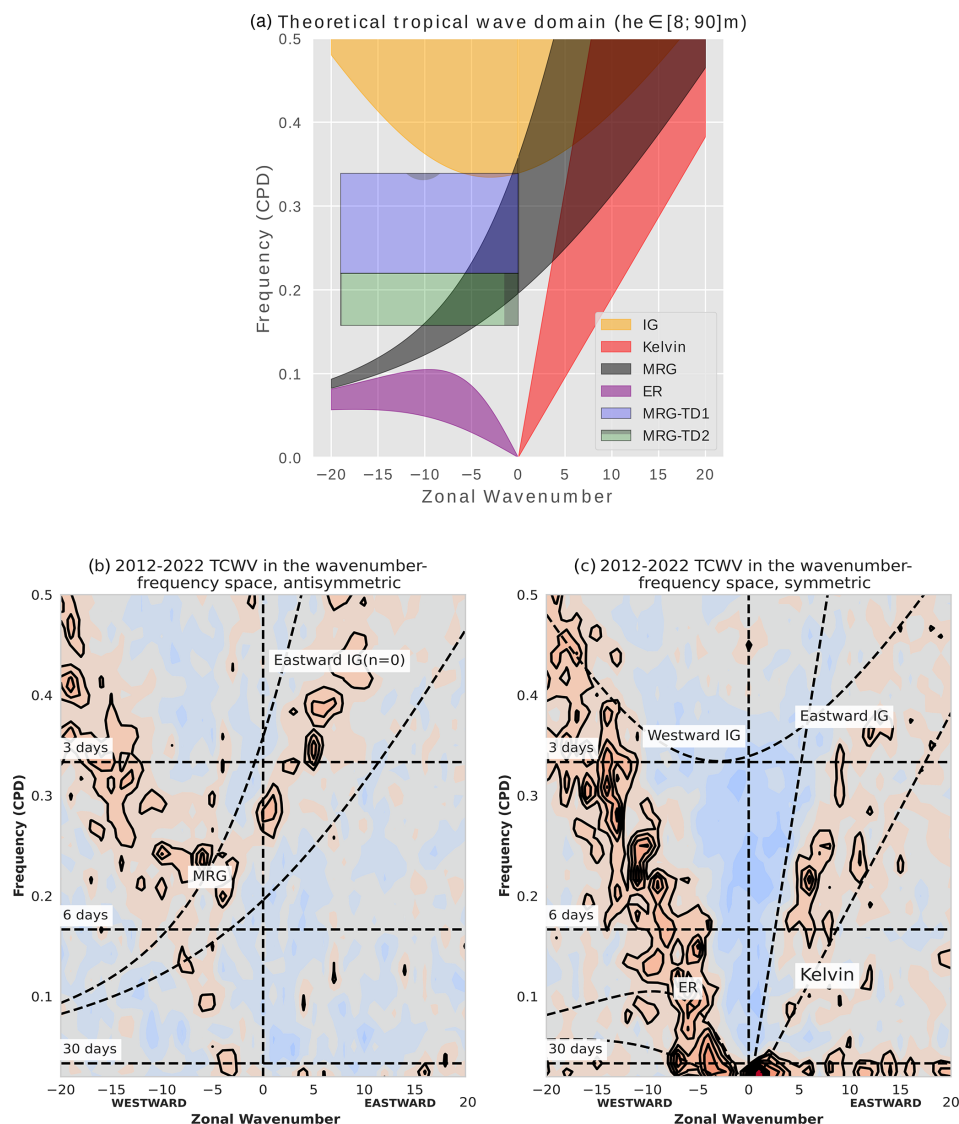 (a) Theoretical tropical wave domain (he ∈ [8; 90]m)
0.5
0.4
0.3
0.2
0.1
0.0
Frequency (CPD)
IG
Kelvin
MRG
ER
MRG-TD1
MRG-TD2
−20 −15 −10 −5 0 5 10 15 20
Zonal Wavenumber
(b) 2012-2022 TCWV in the wavenumber-
frequency space, antisymmetric
0.5
0.4
0.3
0.2
0.1
Frequency (CPD)
Eastward IG(n=0)
3 days
MRG
6 days
30 days
−20 −15 −10 −5 0 5 10 15 20
WESTWARD EASTWARD
Zonal Wavenumber
(c) 2012-2022 TCWV in the wavenumber-
frequency space, symmetric
0.5
0.4
0.3
0.2
0.1
Frequency (CPD)
Eastward IG
Westward IG
3 days
6 days
Kelvin
ER
30 days
−20 −15 −10 −5 0 5 10 15 20
WESTWARD EASTWARD
Zonal Wavenumber